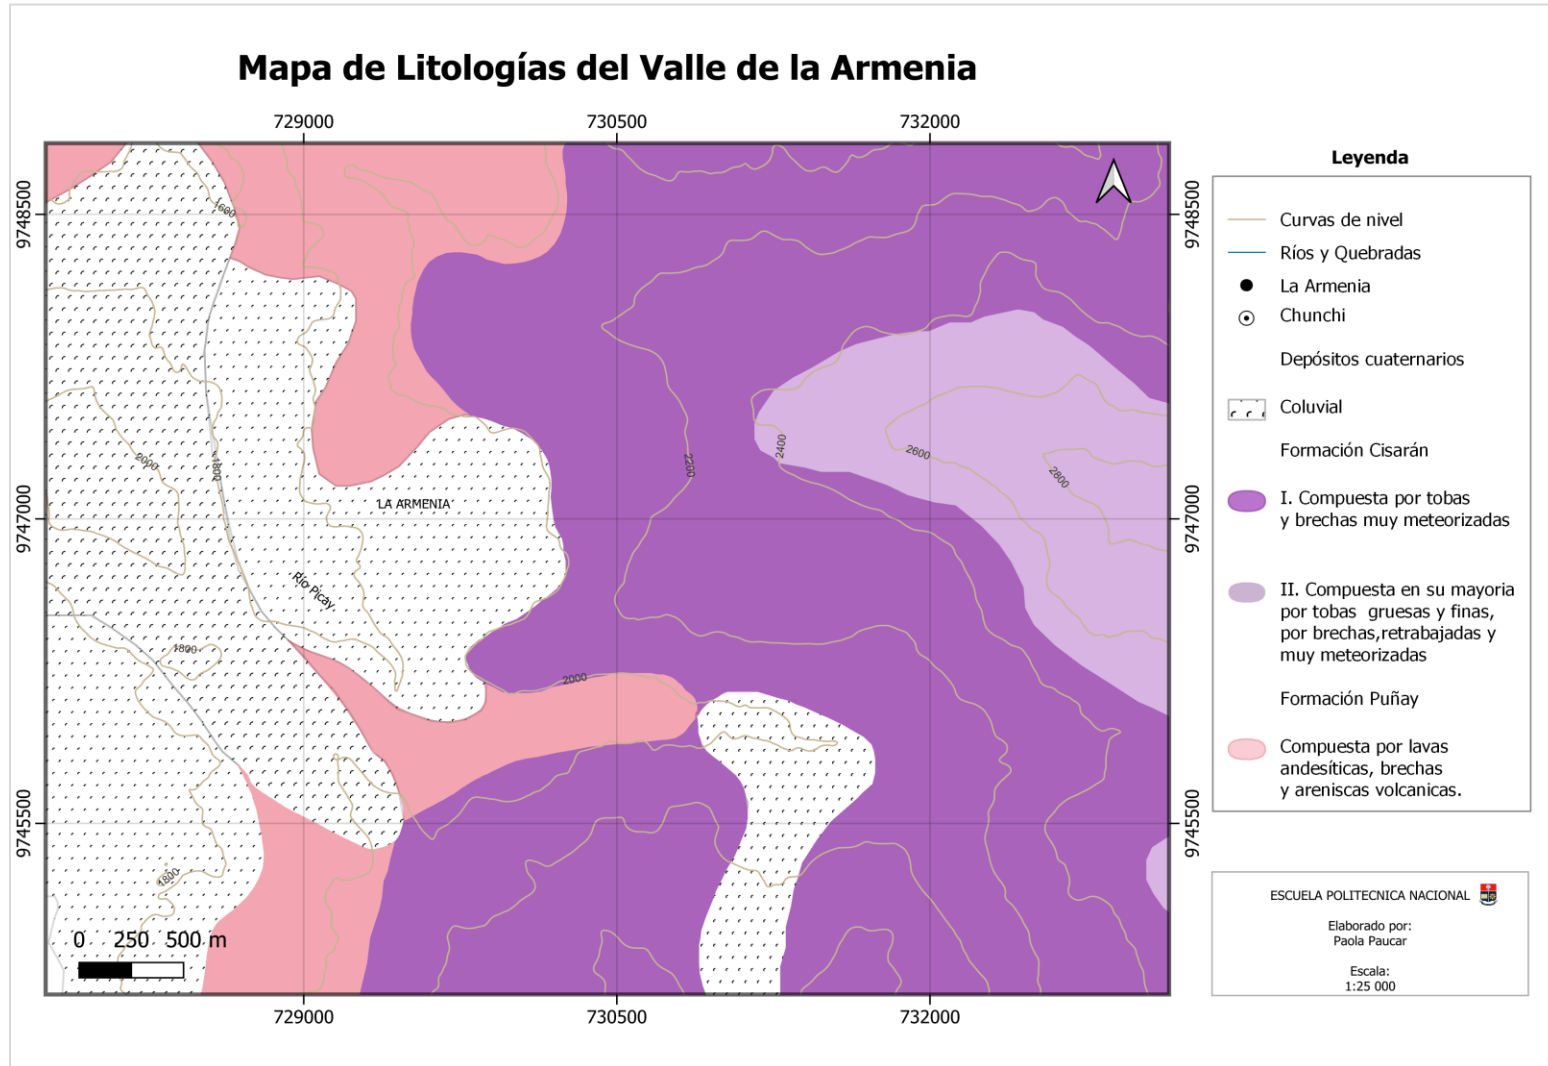 Mapa de Litologías del Valle de la Armenia
729000
730500
732000
9748500
9748500
1600
2000
1800
2200
2400
2600
2800
LA ARMENIA
9747000
9747000
Río Picay
1800
2000
9745500
9745500
1800
0 250 500 m
729000
730500
732000
Leyenda
Curvas de nivel
Ríos y Quebradas
La Armenia
Chunchi
Depósitos cuaternarios
Coluvial
Formación Cisarán
I. Compuesta por tobas
y brechas muy meteorizadas
II. Compuesta en su mayoria
por tobas gruesas y finas,
por brechas,retrabajadas y
muy meteorizadas
Formación Puñay
Compuesta por lavas
andesíticas, brechas
y areniscas volcanicas.
ESCUELA POLITECNICA NACIONAL
Elaborado por:
Paola Paucar
Escala:
1:25 000